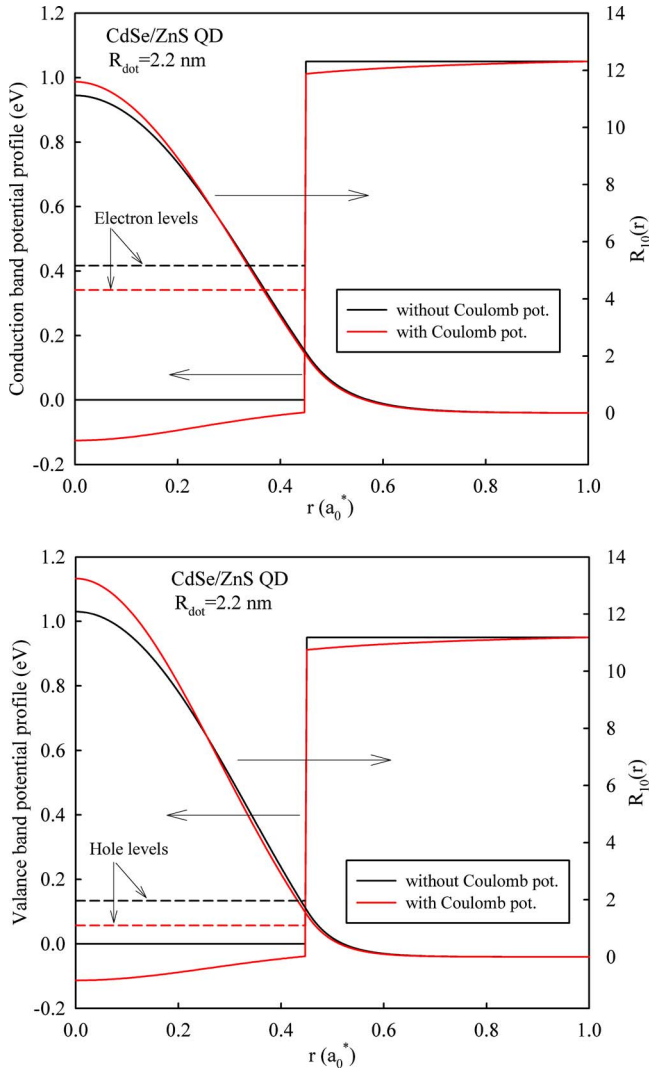 CdSe/ZnS QD
R_dot=2.2 nm
Conduction band potential profile (eV)
1.2
1.0
0.8
0.6
0.4
0.2
0.0
-0.2
14
12
10
8
6
4
2
0
R_10(r)
Electron levels
without Coulomb pot.
with Coulomb pot.
0.0 0.2 0.4 0.6 0.8 1.0
r (a_0^*)
CdSe/ZnS QD
R_dot=2.2 nm
Valance band potential profile (eV)
1.2
1.0
0.8
0.6
0.4
0.2
0.0
-0.2
14
12
10
8
6
4
2
0
R_10(r)
Hole levels
without Coulomb pot.
with Coulomb pot.
0.0 0.2 0.4 0.6 0.8 1.0
r (a_0^*)